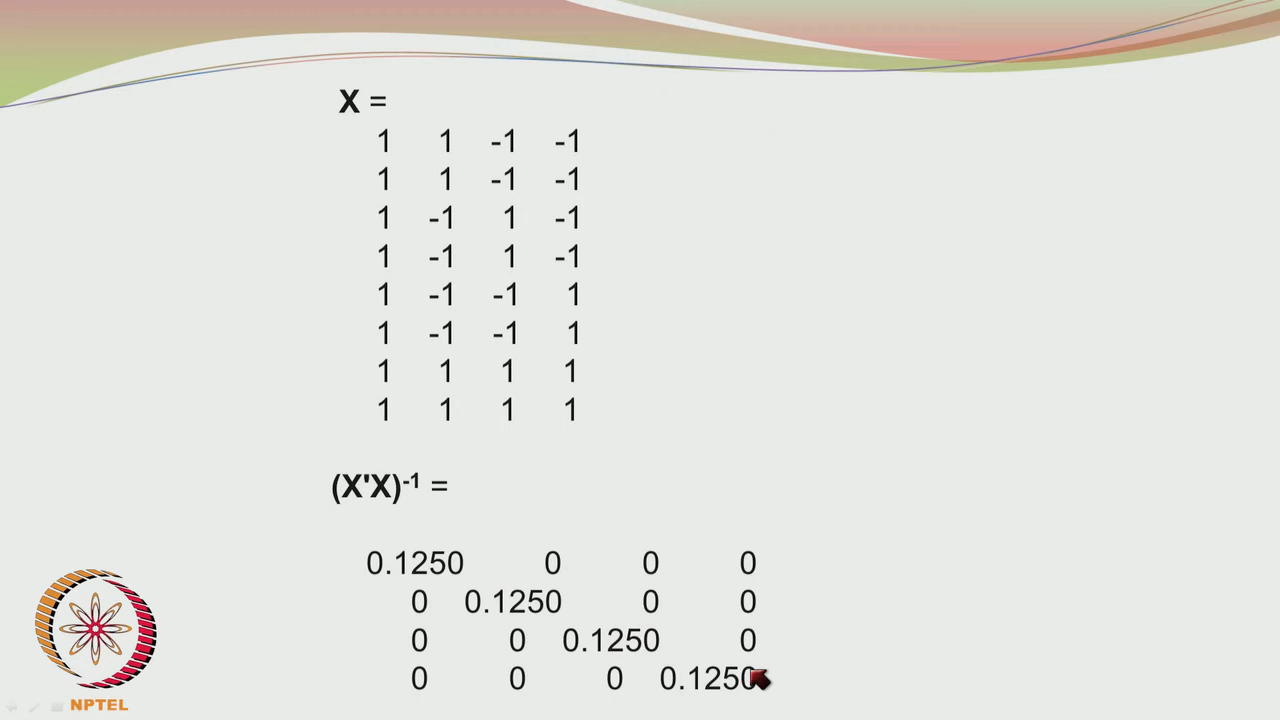 X =
1 1 -1 -1
1 1 -1 -1
1 -1 1 -1
1 -1 1 -1
1 -1 -1 1
1 -1 -1 1
1 1 1 1
1 1 1 1
(X'X)-1 =
0.1250 0 0 0
0 0.1250 0 0
0 0 0.1250 0
0 0 0 0.1250
NPTEL